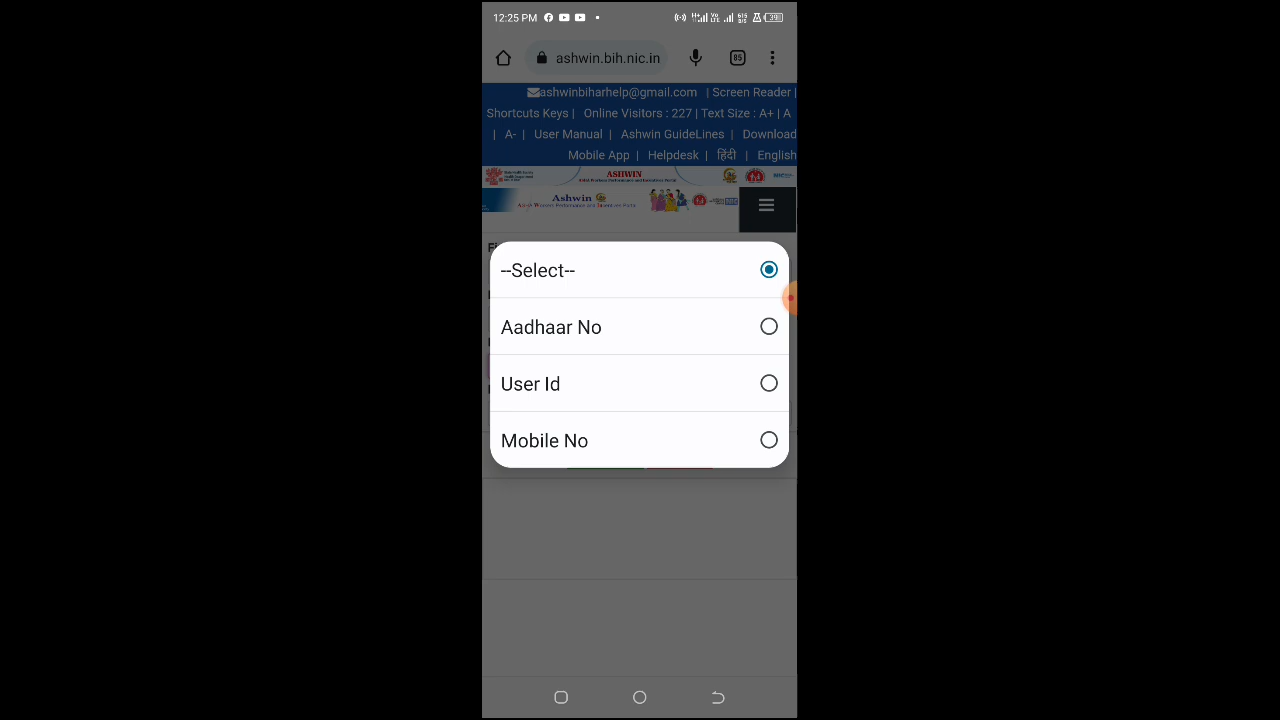 12:25 PM
ashwin.bih.nic.in
85
ashwinbiharhelp@gmail.com | Screen Reader |
Shortcuts Keys | Online Visitors : 227 | Text Size : A+ | A
| A- | User Manual | Ashwin GuideLines | Download
Mobile App | Helpdesk | हिंदी | English
ASHWIN
Ashwin
--Select--
Aadhaar No
User Id
Mobile No